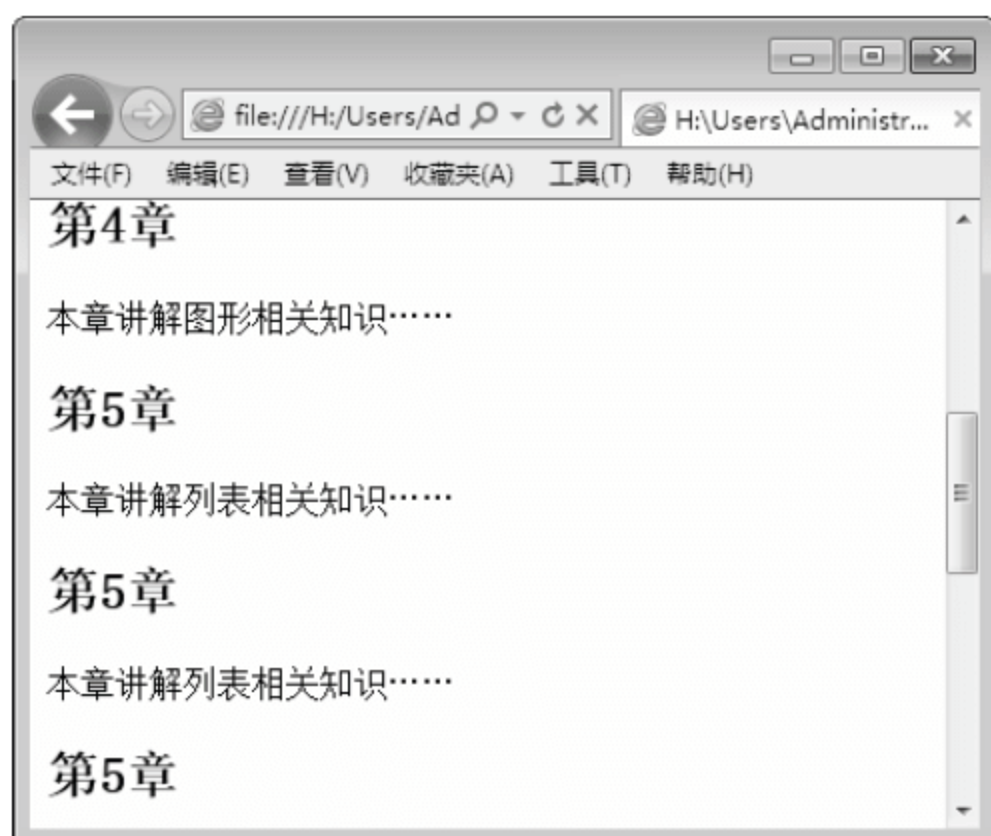 file:///H:/Users/Ad
H:\Users\Administr...
文件(F) 编辑(E) 查看(V) 收藏夹(A) 工具(T) 帮助(H)
第4章
本章讲解图形相关知识……
第5章
本章讲解列表相关知识……
第5章
本章讲解列表相关知识……
第5章